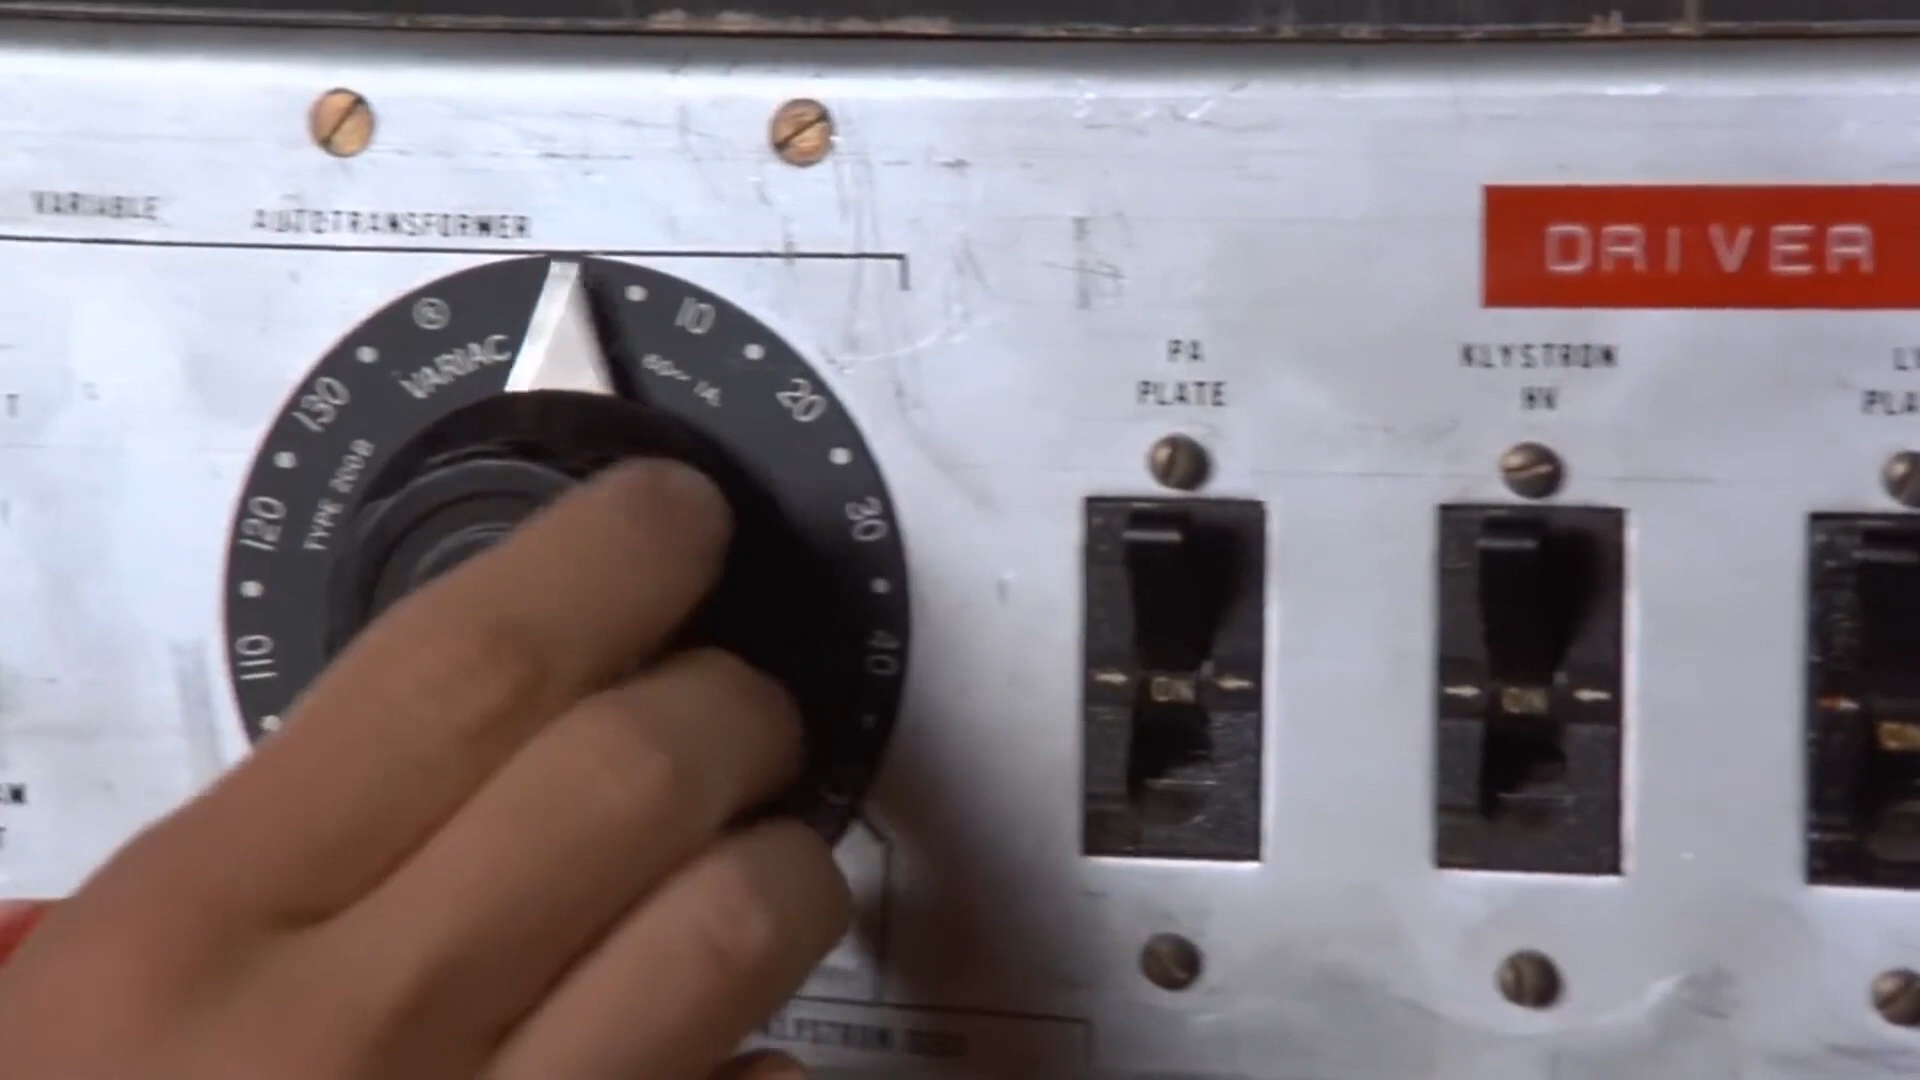 VARIABLE AUTOTRANSFORMER
DRIVER
®
VARIAC
TYPE 200B
10
20
30
40
110
120
130
PA
PLATE
KLYSTRON
HV
ON
ON
KLYSTRON